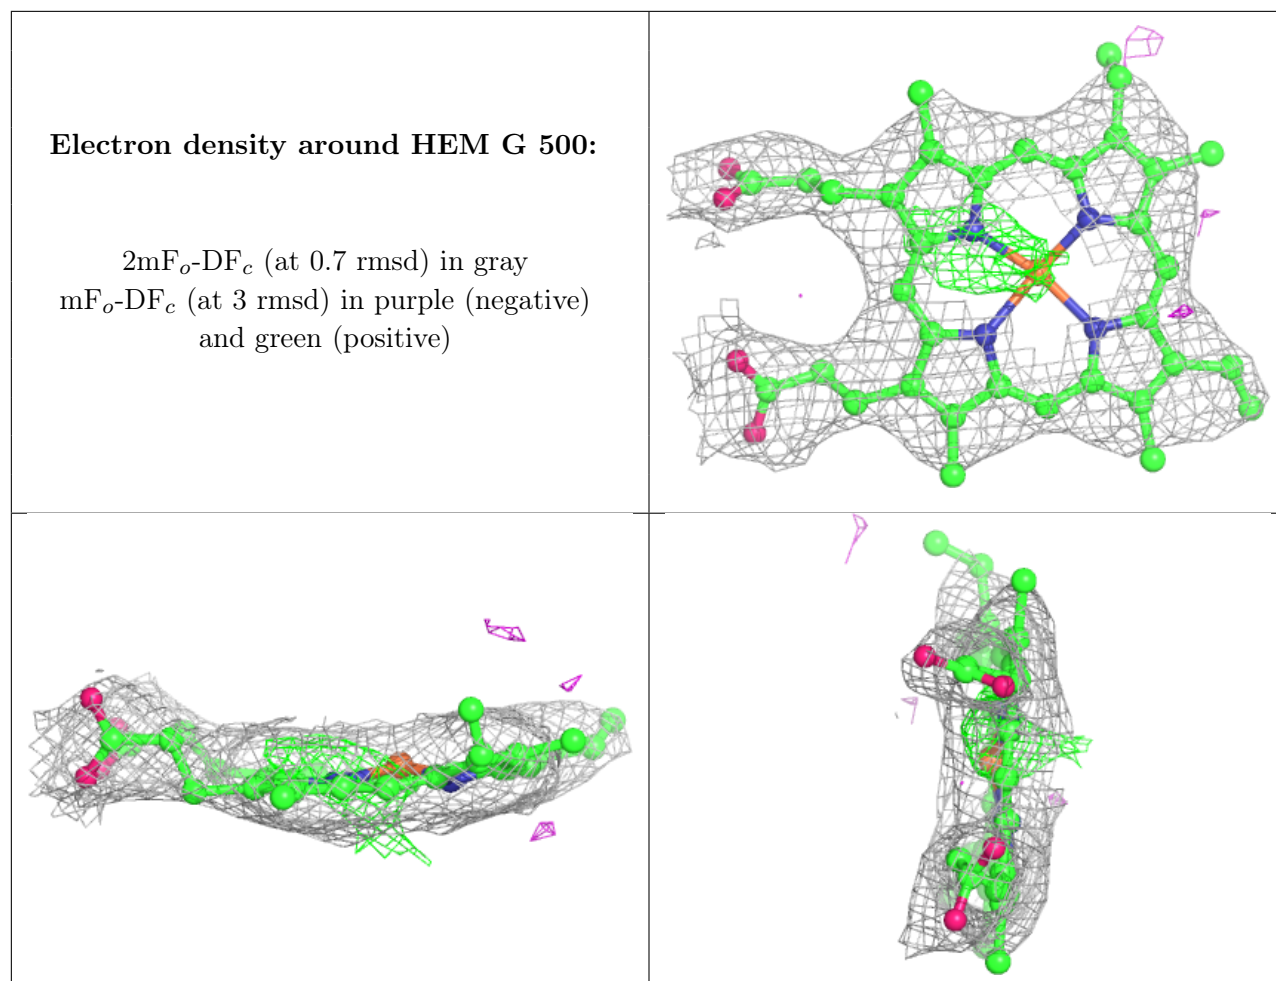 Electron density around HEM G 500:
2mFo-DFc (at 0.7 rmsd) in gray
mFo-DFc (at 3 rmsd) in purple (negative)
and green (positive)